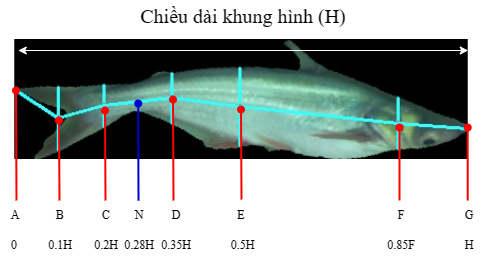 Chiều dài khung hình (H)
A B C N D E F G
0 0.1H 0.2H 0.28H 0.35H 0.5H 0.85F H